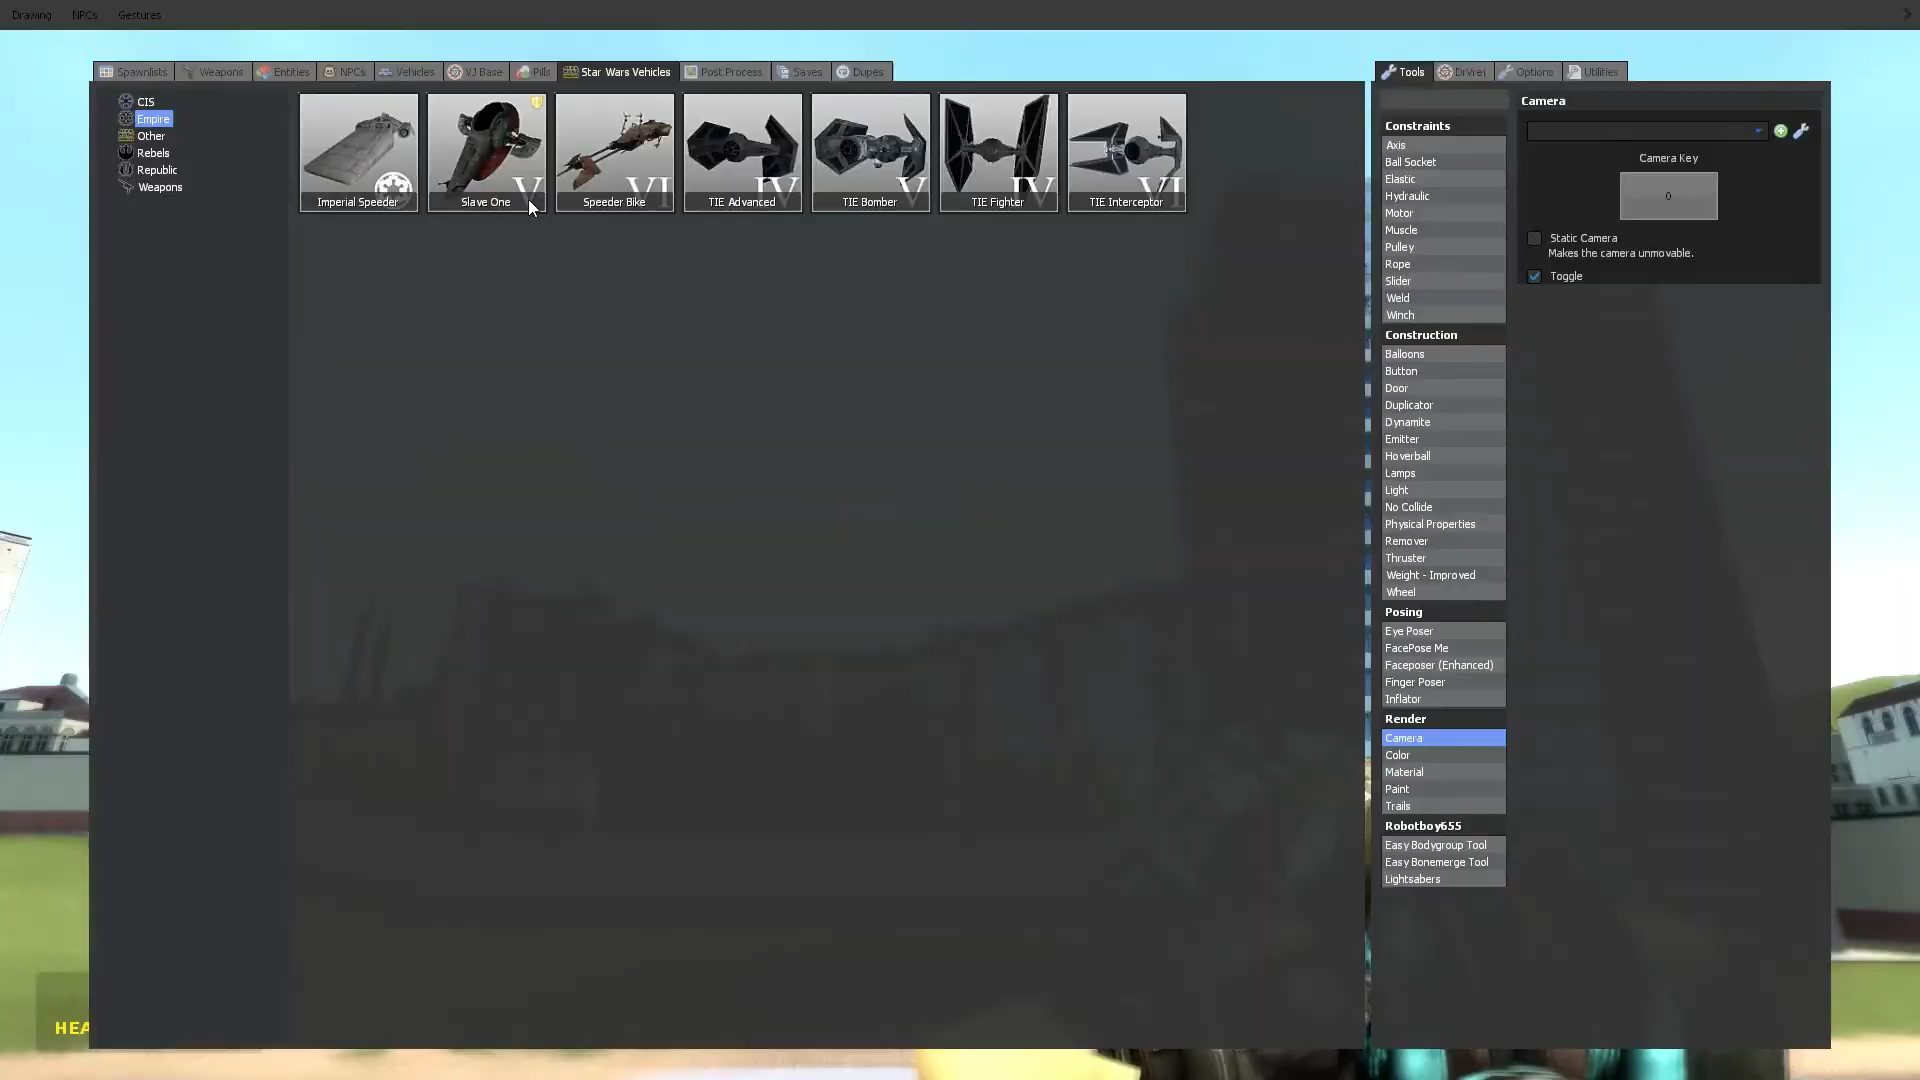 Drawing NPCs Gestures
Spawnlists Weapons Entities NPCs Vehicles VJ Base Pills Star Wars Vehicles Post Process Saves Dupes
CIS
Empire
Other
Rebels
Republic
Weapons
V VI IV V IV VI
Imperial Speeder Slave One Speeder Bike TIE Advanced TIE Bomber TIE Fighter TIE Interceptor
HEA
Tools DrVrej Options Utilities
Constraints
Axis
Ball Socket
Elastic
Hydraulic
Motor
Muscle
Pulley
Rope
Slider
Weld
Winch
Construction
Balloons
Button
Door
Duplicator
Dynamite
Emitter
Hoverball
Lamps
Light
No Collide
Physical Properties
Remover
Thruster
Weight - Improved
Wheel
Posing
Eye Poser
FacePose Me
Faceposer (Enhanced)
Finger Poser
Inflator
Render
Camera
Color
Material
Paint
Trails
Robotboy655
Easy Bodygroup Tool
Easy Bonemerge Tool
Lightsabers
Camera
Camera Key
0
Static Camera
Makes the camera unmovable.
Toggle